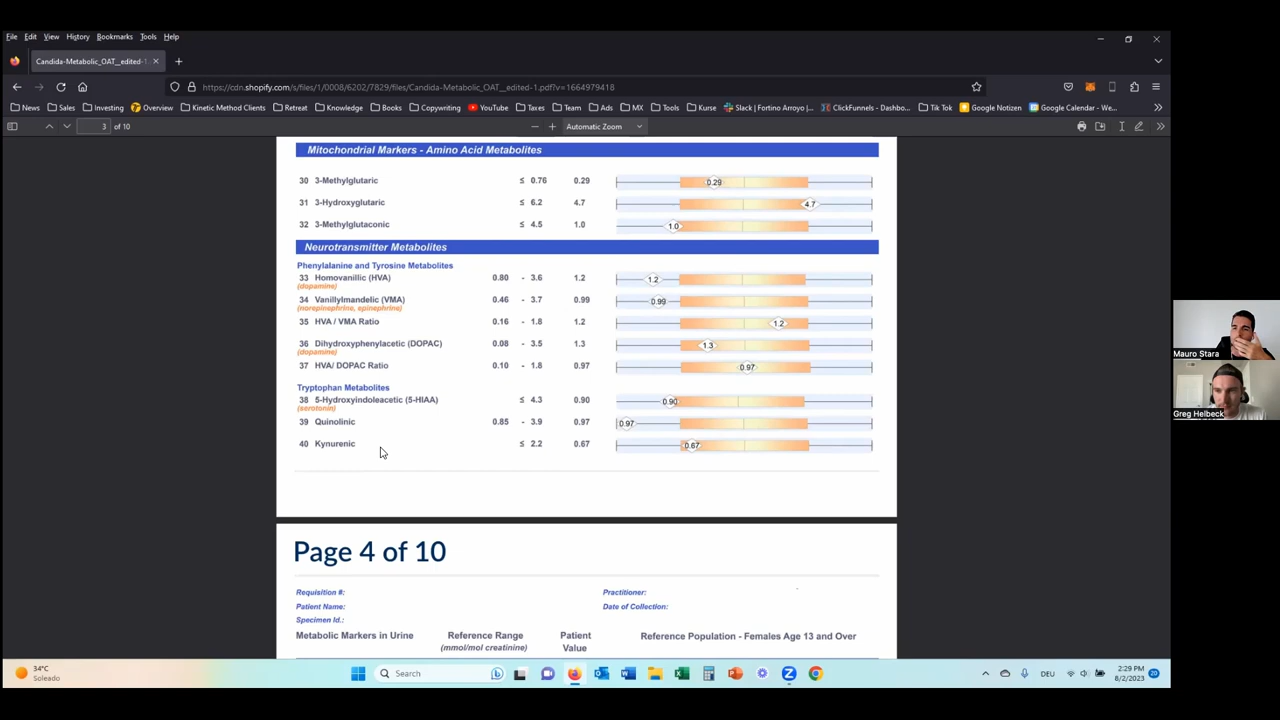 File Edit View History Bookmarks Tools Help
Candida-Metabolic_OAT__edited-1.
https://cdn.shopify.com/s/files/1/0008/6202/7829/files/Candida-Metabolic_OAT__edited-1.pdf?v=1664979418
News Sales Investing Overview Kinetic Method Clients Retreat Knowledge Books Copywriting YouTube Taxes Team Ads MX Tools Kurse Slack | Fortino Arroyo |... ClickFunnels - Dashbo... Tik Tok Google Notizen Google Calendar - We...
3 of 10 Automatic Zoom
Mitochondrial Markers - Amino Acid Metabolites
30 3-Methylglutaric ≤ 0.76 0.29 0.29
31 3-Hydroxyglutaric ≤ 6.2 4.7 4.7
32 3-Methylglutaconic ≤ 4.5 1.0 1.0
Neurotransmitter Metabolites
Phenylalanine and Tyrosine Metabolites
33 Homovanillic (HVA) 0.80 - 3.6 1.2 1.2
(dopamine)
34 Vanillylmandelic (VMA) 0.46 - 3.7 0.99 0.99
(norepinephrine, epinephrine)
35 HVA / VMA Ratio 0.16 - 1.8 1.2 1.2
36 Dihydroxyphenylacetic (DOPAC) 0.08 - 3.5 1.3 1.3
(dopamine)
37 HVA/ DOPAC Ratio 0.10 - 1.8 0.97 0.97
Tryptophan Metabolites
38 5-Hydroxyindoleacetic (5-HIAA) ≤ 4.3 0.90 0.90
(serotonin)
39 Quinolinic 0.85 - 3.9 0.97 0.97
40 Kynurenic ≤ 2.2 0.67 0.67
Page 4 of 10
Requisition #: Practitioner:
Patient Name: Date of Collection:
Specimen Id.:
Metabolic Markers in Urine Reference Range Patient Reference Population - Females Age 13 and Over
(mmol/mol creatinine) Value
Mauro Stara
Greg Helbeck
34°C
Soleado
Search
DEU
2:29 PM
8/2/2023
20